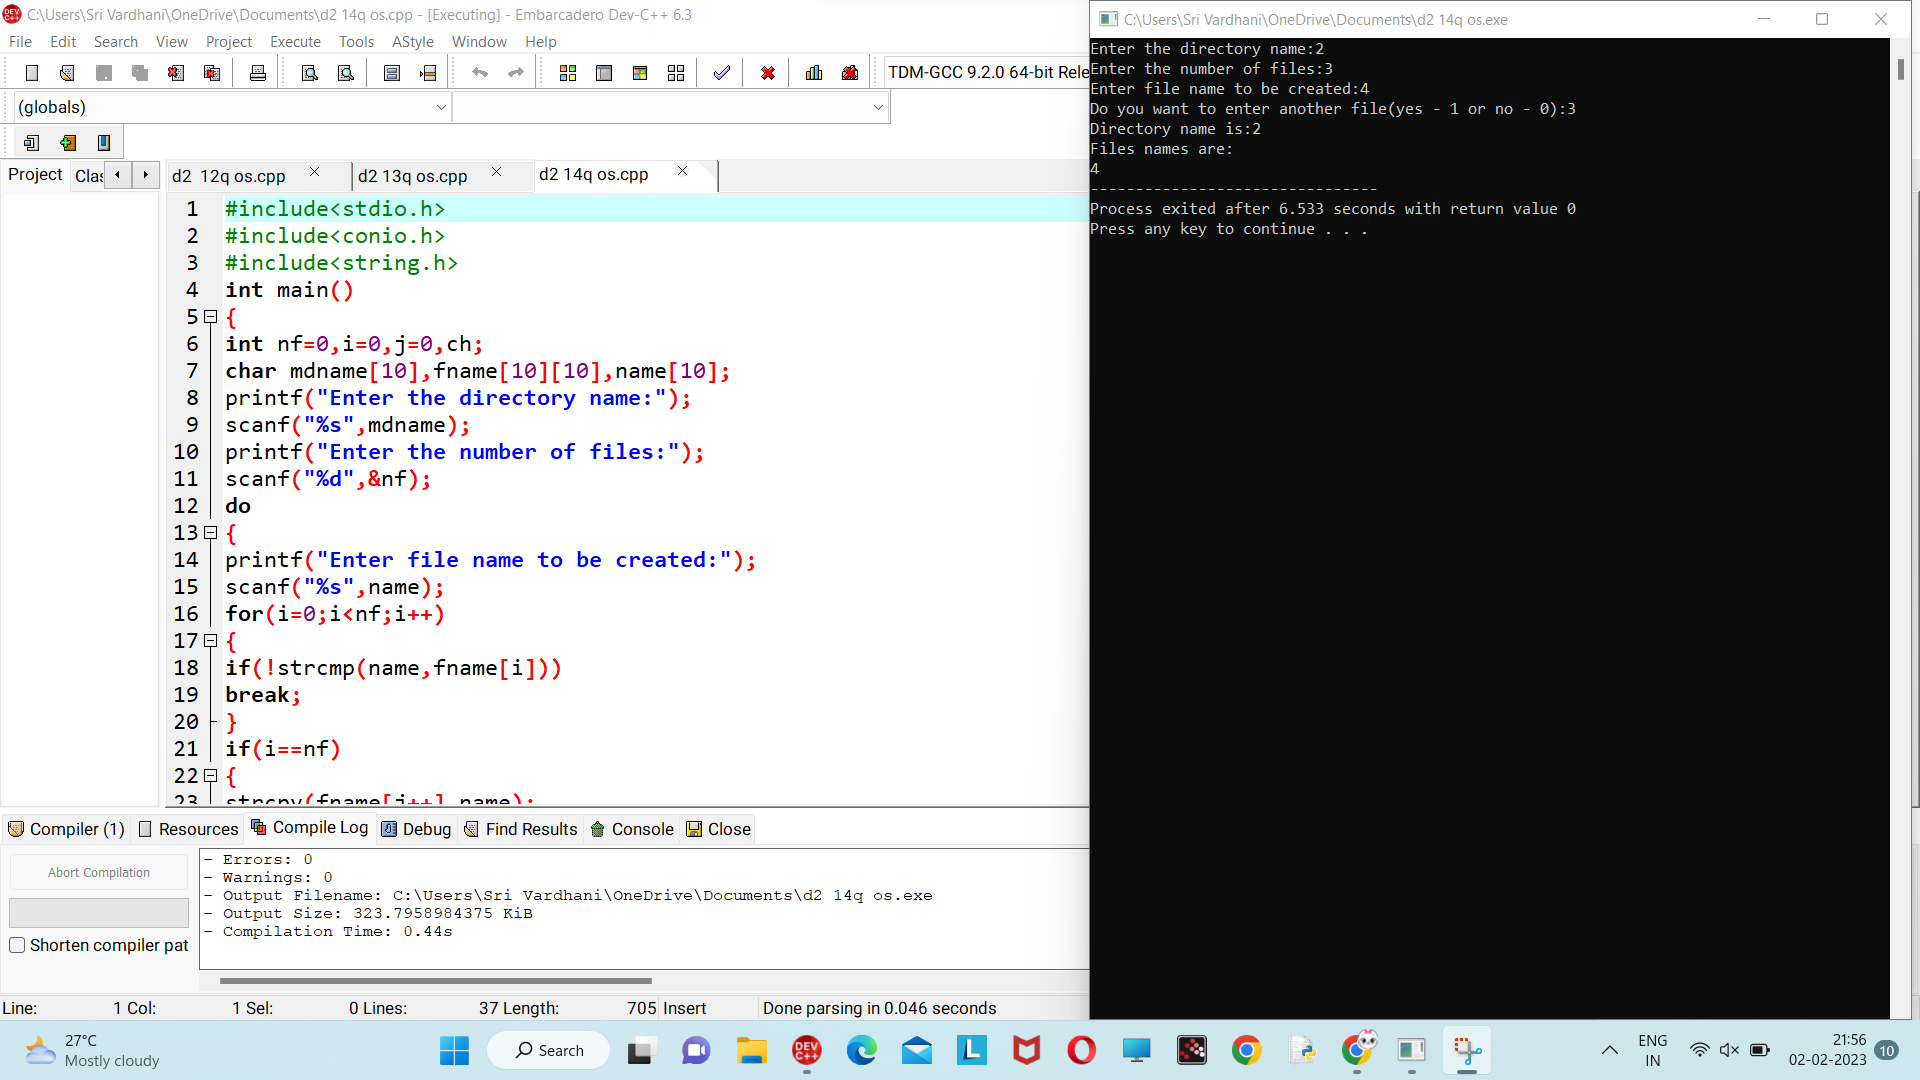 C:\Users\Sri Vardhani\OneDrive\Documents\d2 14q os.cpp - [Executing] - Embarcadero Dev-C++ 6.3
File Edit Search View Project Execute Tools AStyle Window Help
TDM-GCC 9.2.0 64-bit Rele
(globals)
Project Clas
d2  12q os.cpp
d2 13q os.cpp
d2 14q os.cpp
1 #include<stdio.h>
2 #include<conio.h>
3 #include<string.h>
4 int main()
5 {
6 int nf=0,i=0,j=0,ch;
7 char mdname[10],fname[10][10],name[10];
8 printf("Enter the directory name:");
9 scanf("%s",mdname);
10 printf("Enter the number of files:");
11 scanf("%d",&nf);
12 do
13 {
14 printf("Enter file name to be created:");
15 scanf("%s",name);
16 for(i=0;i<nf;i++)
17 {
18 if(!strcmp(name,fname[i]))
19 break;
20 }
21 if(i==nf)
22 {
23 strcpy(fname[j++],name);
Compiler (1) Resources Compile Log Debug Find Results Console Close
Abort Compilation
Shorten compiler pat
- Errors: 0
- Warnings: 0
- Output Filename: C:\Users\Sri Vardhani\OneDrive\Documents\d2 14q os.exe
- Output Size: 323.7958984375 KiB
- Compilation Time: 0.44s
Line: 1 Col: 1 Sel: 0 Lines: 37 Length: 705 Insert Done parsing in 0.046 seconds
C:\Users\Sri Vardhani\OneDrive\Documents\d2 14q os.exe
Enter the directory name:2
Enter the number of files:3
Enter file name to be created:4
Do you want to enter another file(yes - 1 or no - 0):3
Directory name is:2
Files names are:
4
--------------------------------
Process exited after 6.533 seconds with return value 0
Press any key to continue . . .
27°C
Mostly cloudy
Search
DEV C++
L
ENG
IN
21:56
02-02-2023
10